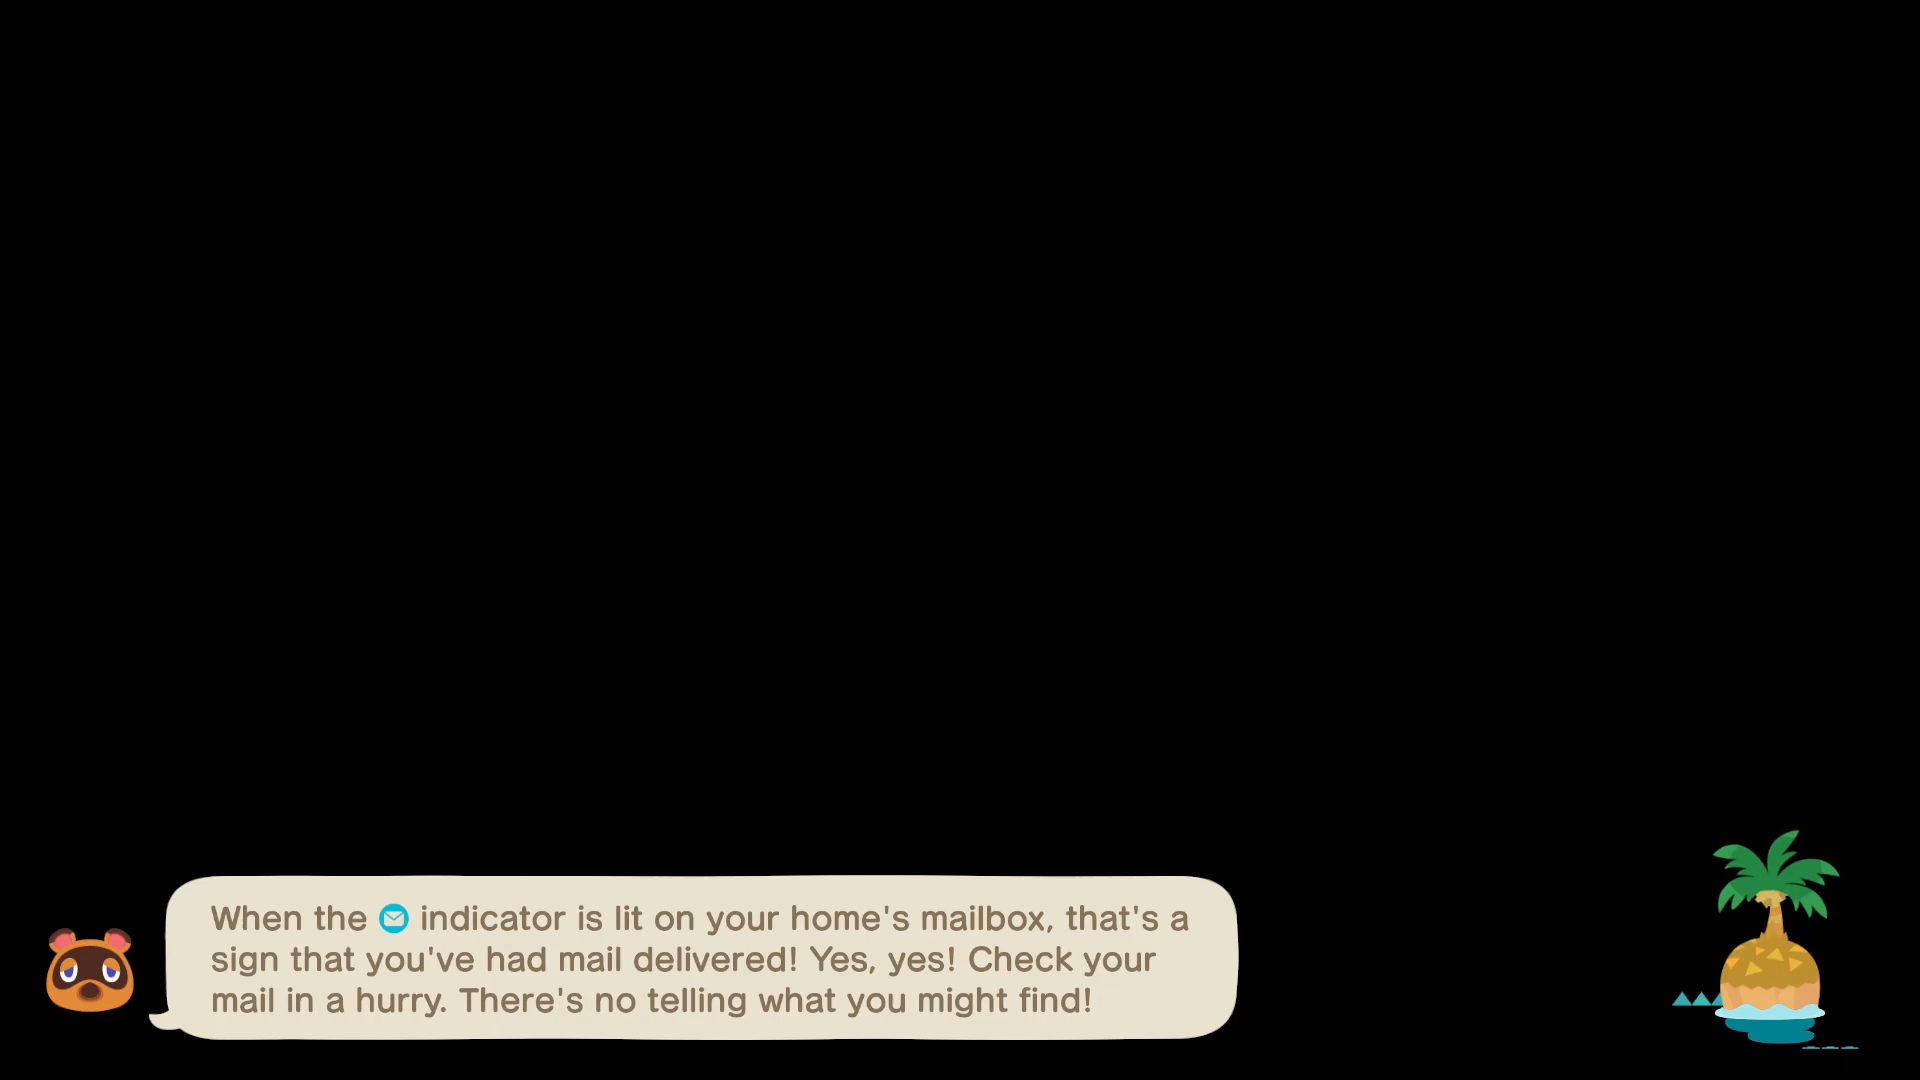 When the indicator is lit on your home's mailbox, that's a
sign that you've had mail delivered! Yes, yes! Check your
mail in a hurry. There's no telling what you might find!